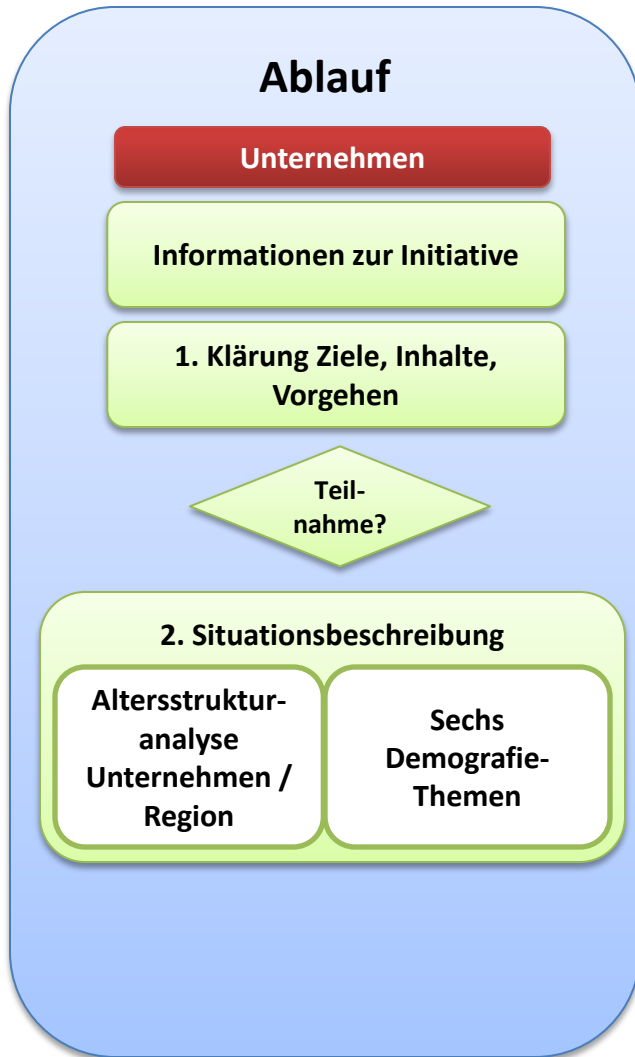 Ablauf
Unternehmen
Informationen zur Initiative
1. Klärung Ziele, Inhalte,
Vorgehen
Teil-
nahme?
2. Situationsbeschreibung
Altersstruktur-
analyse
Unternehmen /
Region
Sechs
Demografie-
Themen